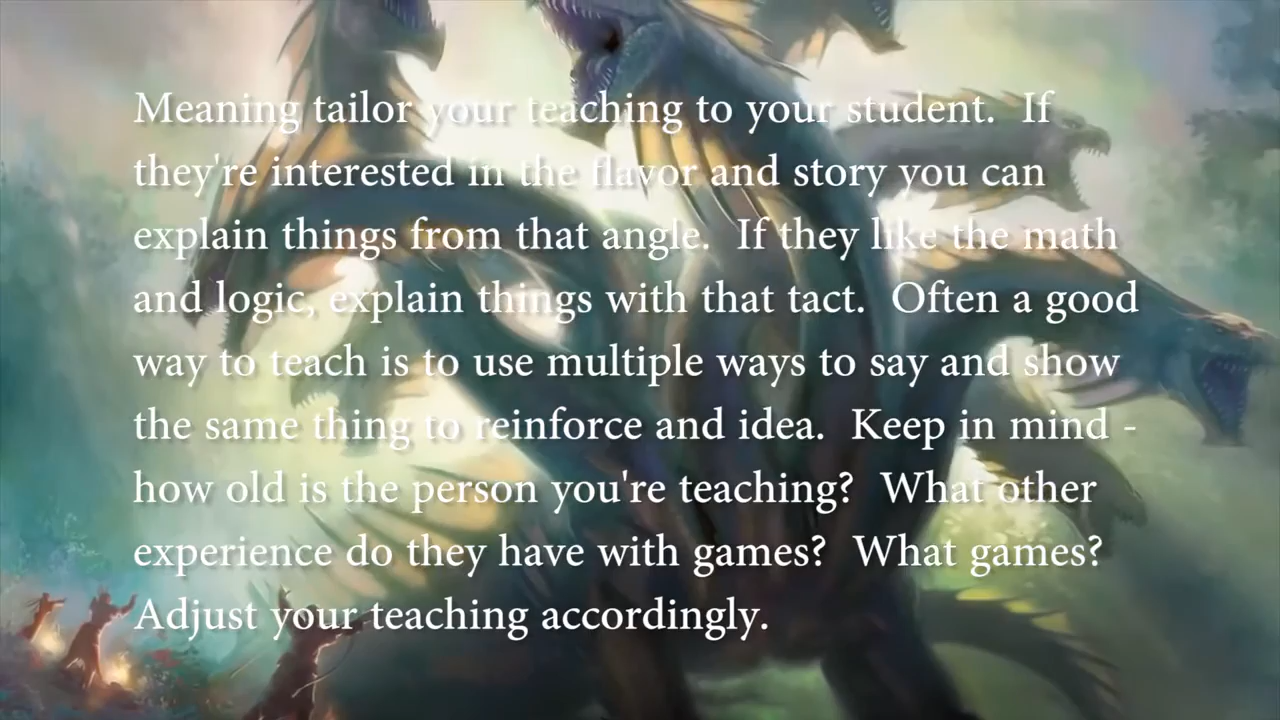 Meaning tailor your teaching to your student.  If
they're interested in the flavor and story you can
explain things from that angle.  If they like the math
and logic, explain things with that tact.  Often a good
way to teach is to use multiple ways to say and show
the same thing to reinforce and idea.  Keep in mind -
how old is the person you're teaching?  What other
experience do they have with games?  What games?
Adjust your teaching accordingly.